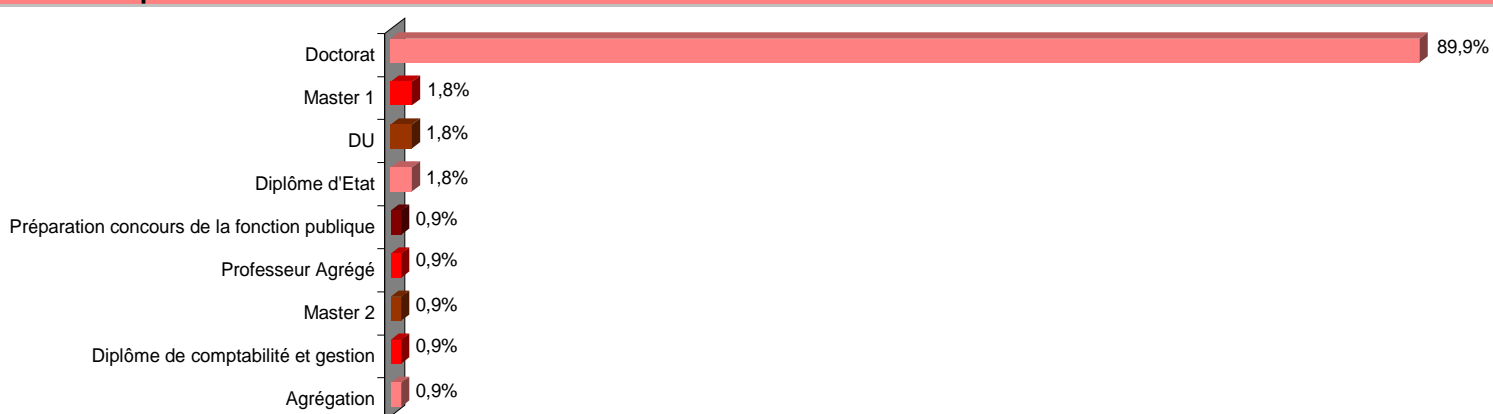 Doctorat 89,9%
Master 1 1,8%
DU 1,8%
Diplôme d'Etat 1,8%
Préparation concours de la fonction publique 0,9%
Professeur Agrégé 0,9%
Master 2 0,9%
Diplôme de comptabilité et gestion 0,9%
Agrégation 0,9%